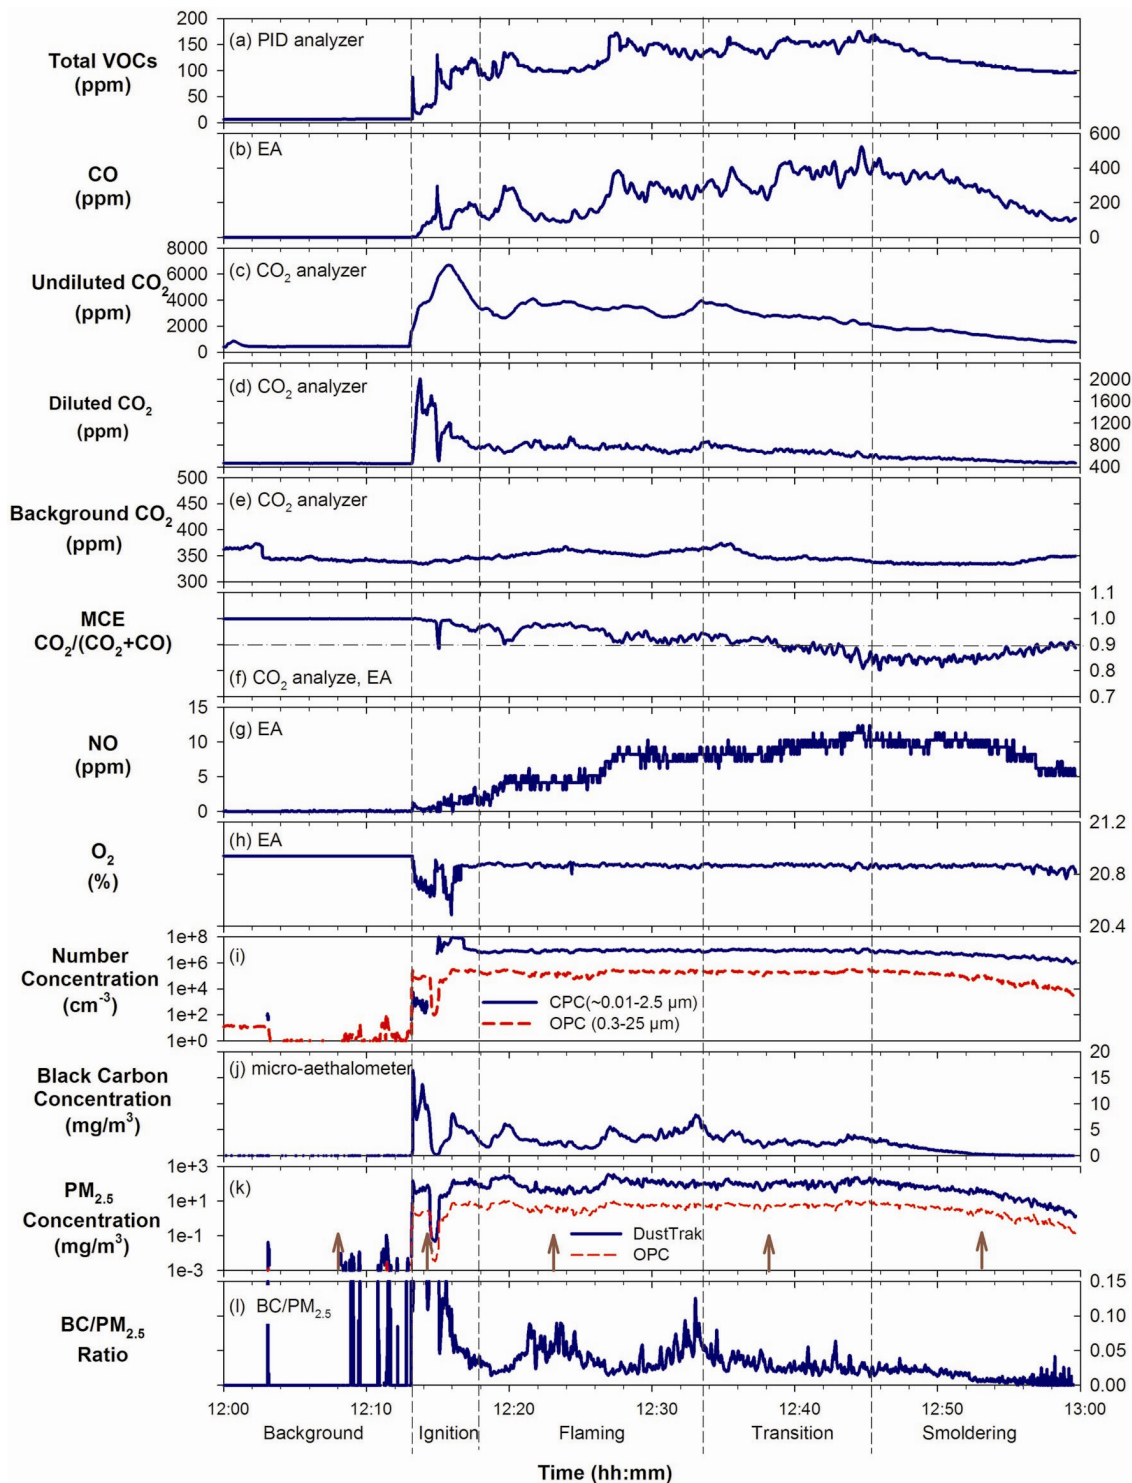 Total VOCs
(ppm)
200
150
100
50
0
(a) PID analyzer
CO
(ppm)
(b) EA
600
400
200
0
Undiluted CO₂
(ppm)
8000
6000
4000
2000
0
(c) CO₂ analyzer
Diluted CO₂
(ppm)
(d) CO₂ analyzer
2000
1600
1200
800
400
Background CO₂
(ppm)
500
450
400
350
300
(e) CO₂ analyzer
MCE
CO₂/(CO₂+CO)
(f) CO₂ analyze, EA
1.1
1.0
0.9
0.8
0.7
NO
(ppm)
15
10
5
0
(g) EA
O₂
(%)
(h) EA
21.2
20.8
20.4
Number
Concentration
(cm⁻³)
1e+8
1e+6
1e+4
1e+2
1e+0
(i)
CPC(~0.01-2.5 µm)
OPC (0.3-25 µm)
Black Carbon
Concentration
(mg/m³)
(j) micro-aethalometer
20
15
10
5
0
PM₂.₅
Concentration
(mg/m³)
1e+3
1e+1
1e-1
1e-3
(k)
DustTrak
OPC
BC/PM₂.₅
Ratio
(l) BC/PM₂.₅
0.15
0.10
0.05
0.00
12:00 12:10 12:20 12:30 12:40 12:50 13:00
Background Ignition Flaming Transition Smoldering
Time (hh:mm)